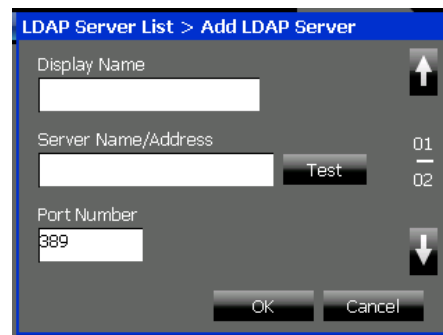 LDAP Server List > Add LDAP Server
Display Name
Server Name/Address
Test
01
02
Port Number
389
OK
Cancel